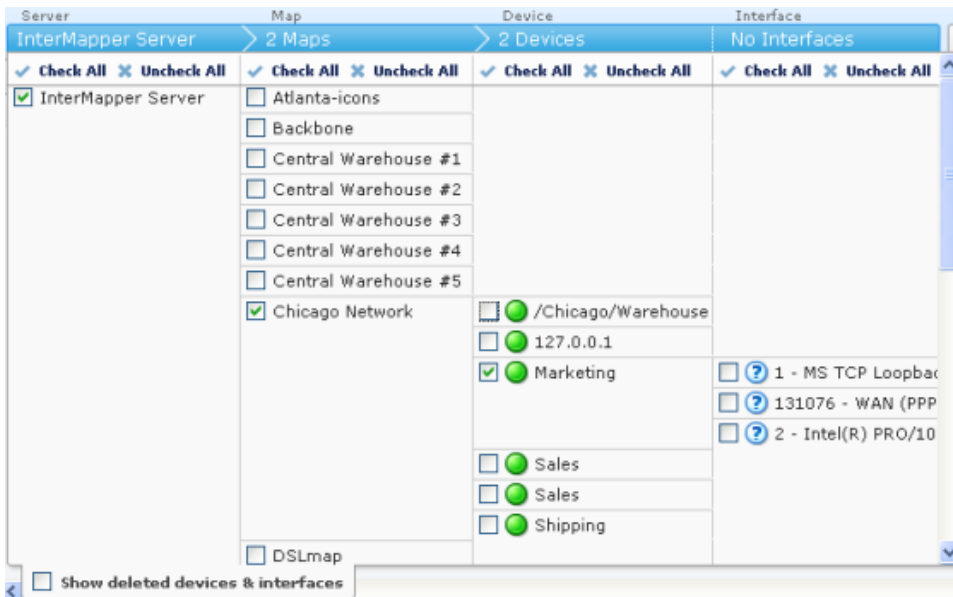 Server Map Device Interface
InterMapper Server 2 Maps 2 Devices No Interfaces
Check All Uncheck All Check All Uncheck All Check All Uncheck All Check All Uncheck All
InterMapper Server Atlanta-icons
Backbone
Central Warehouse #1
Central Warehouse #2
Central Warehouse #3
Central Warehouse #4
Central Warehouse #5
Chicago Network /Chicago/Warehouse
127.0.0.1
Marketing 1 - MS TCP Loopbac
131076 - WAN (PPP
2 - Intel(R) PRO/10
Sales
Sales
Shipping
DSLmap
Show deleted devices & interfaces